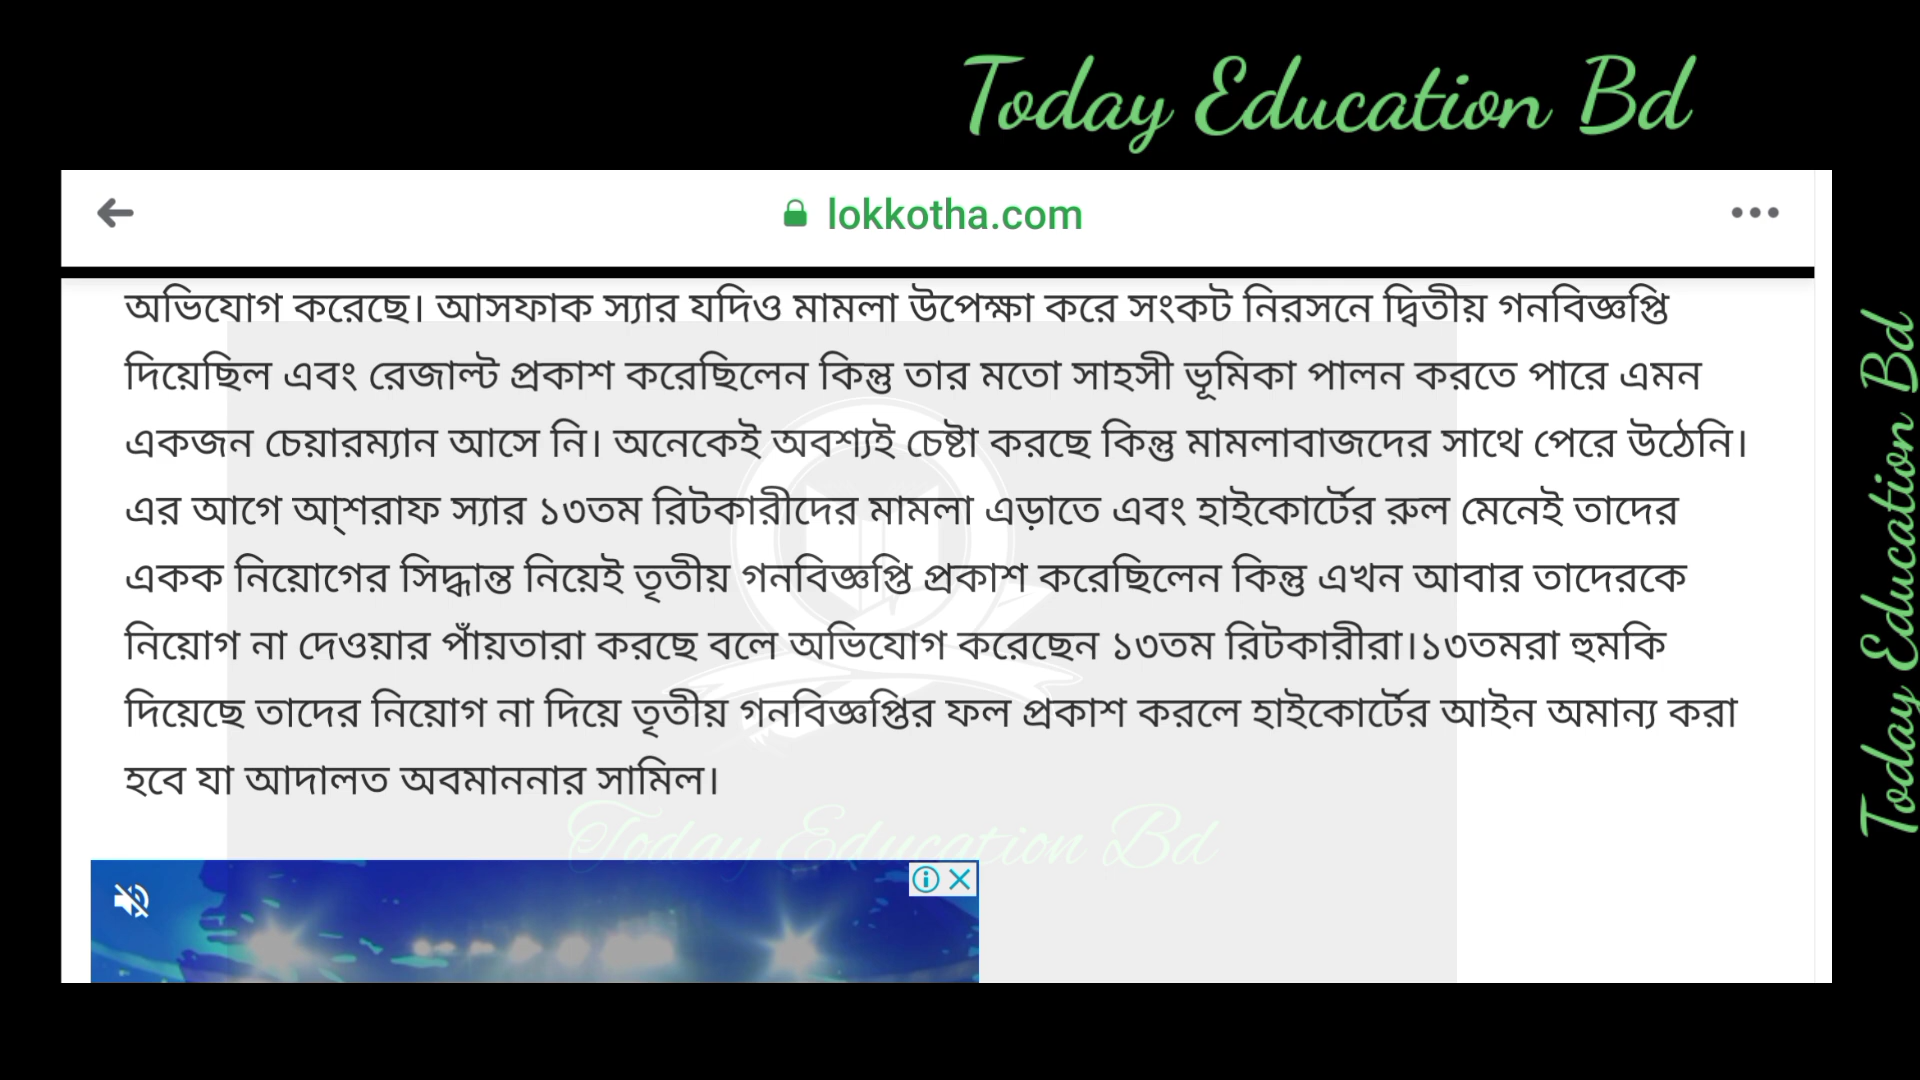 Today Education Bd
lokkotha.com
অভিযোগ করেছে। আসফাক স্যার যদিও মামলা উপেক্ষা করে সংকট নিরসনে দ্বিতীয় গনবিজ্ঞপ্তি
দিয়েছিল এবং রেজাল্ট প্রকাশ করেছিলেন কিন্তু তার মতো সাহসী ভূমিকা পালন করতে পারে এমন
একজন চেয়ারম্যান আসে নি। অনেকেই অবশ্যই চেষ্টা করছে কিন্তু মামলাবাজদের সাথে পেরে উঠেনি।
এর আগে আ্শরাফ স্যার ১৩তম রিটকারীদের মামলা এড়াতে এবং হাইকোর্টের রুল মেনেই তাদের
একক নিয়োগের সিদ্ধান্ত নিয়েই তৃতীয় গনবিজ্ঞপ্তি প্রকাশ করেছিলেন কিন্তু এখন আবার তাদেরকে
নিয়োগ না দেওয়ার পাঁয়তারা করছে বলে অভিযোগ করেছেন ১৩তম রিটকারীরা।১৩তমরা হুমকি
দিয়েছে তাদের নিয়োগ না দিয়ে তৃতীয় গনবিজ্ঞপ্তির ফল প্রকাশ করলে হাইকোর্টের আইন অমান্য করা
হবে যা আদালত অবমাননার সামিল।
Today Education Bd
Today Education Bd